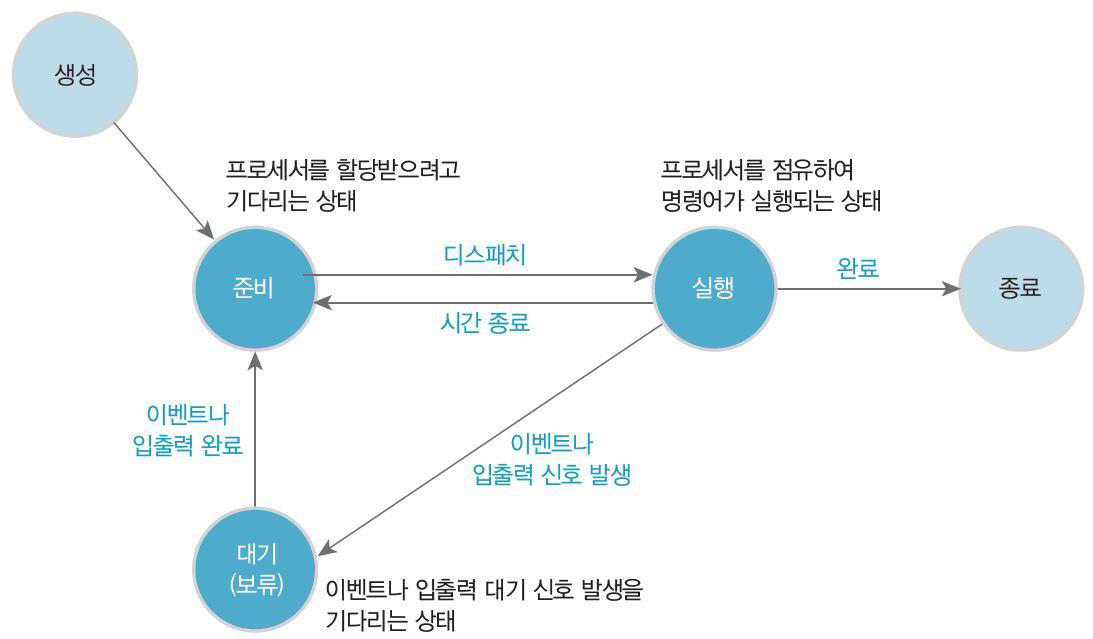 생성
프로세서를 할당받으려고
기다리는 상태
프로세서를 점유하여
명령어가 실행되는 상태
준비
디스패치
시간 종료
실행
완료
종료
이벤트나
입출력 완료
이벤트나
입출력 신호 발생
대기
(보류)
이벤트나 입출력 대기 신호 발생을
기다리는 상태